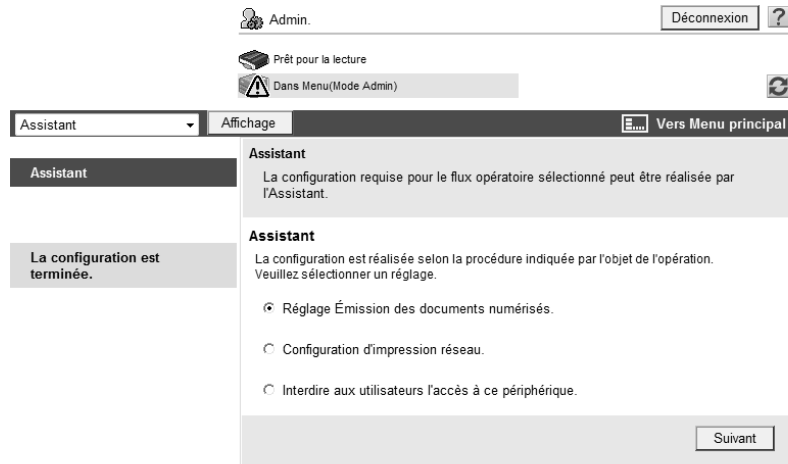 Admin.
Déconnexion
?
Prêt pour la lecture
Dans Menu(Mode Admin)
Assistant
Affichage
Vers Menu principal
Assistant
La configuration est
terminée.
Assistant
La configuration requise pour le flux opératoire sélectionné peut être réalisée par
l'Assistant.
Assistant
La configuration est réalisée selon la procédure indiquée par l'objet de l'opération.
Veuillez sélectionner un réglage.
Réglage Émission des documents numérisés.
Configuration d'impression réseau.
Interdire aux utilisateurs l'accès à ce périphérique.
Suivant